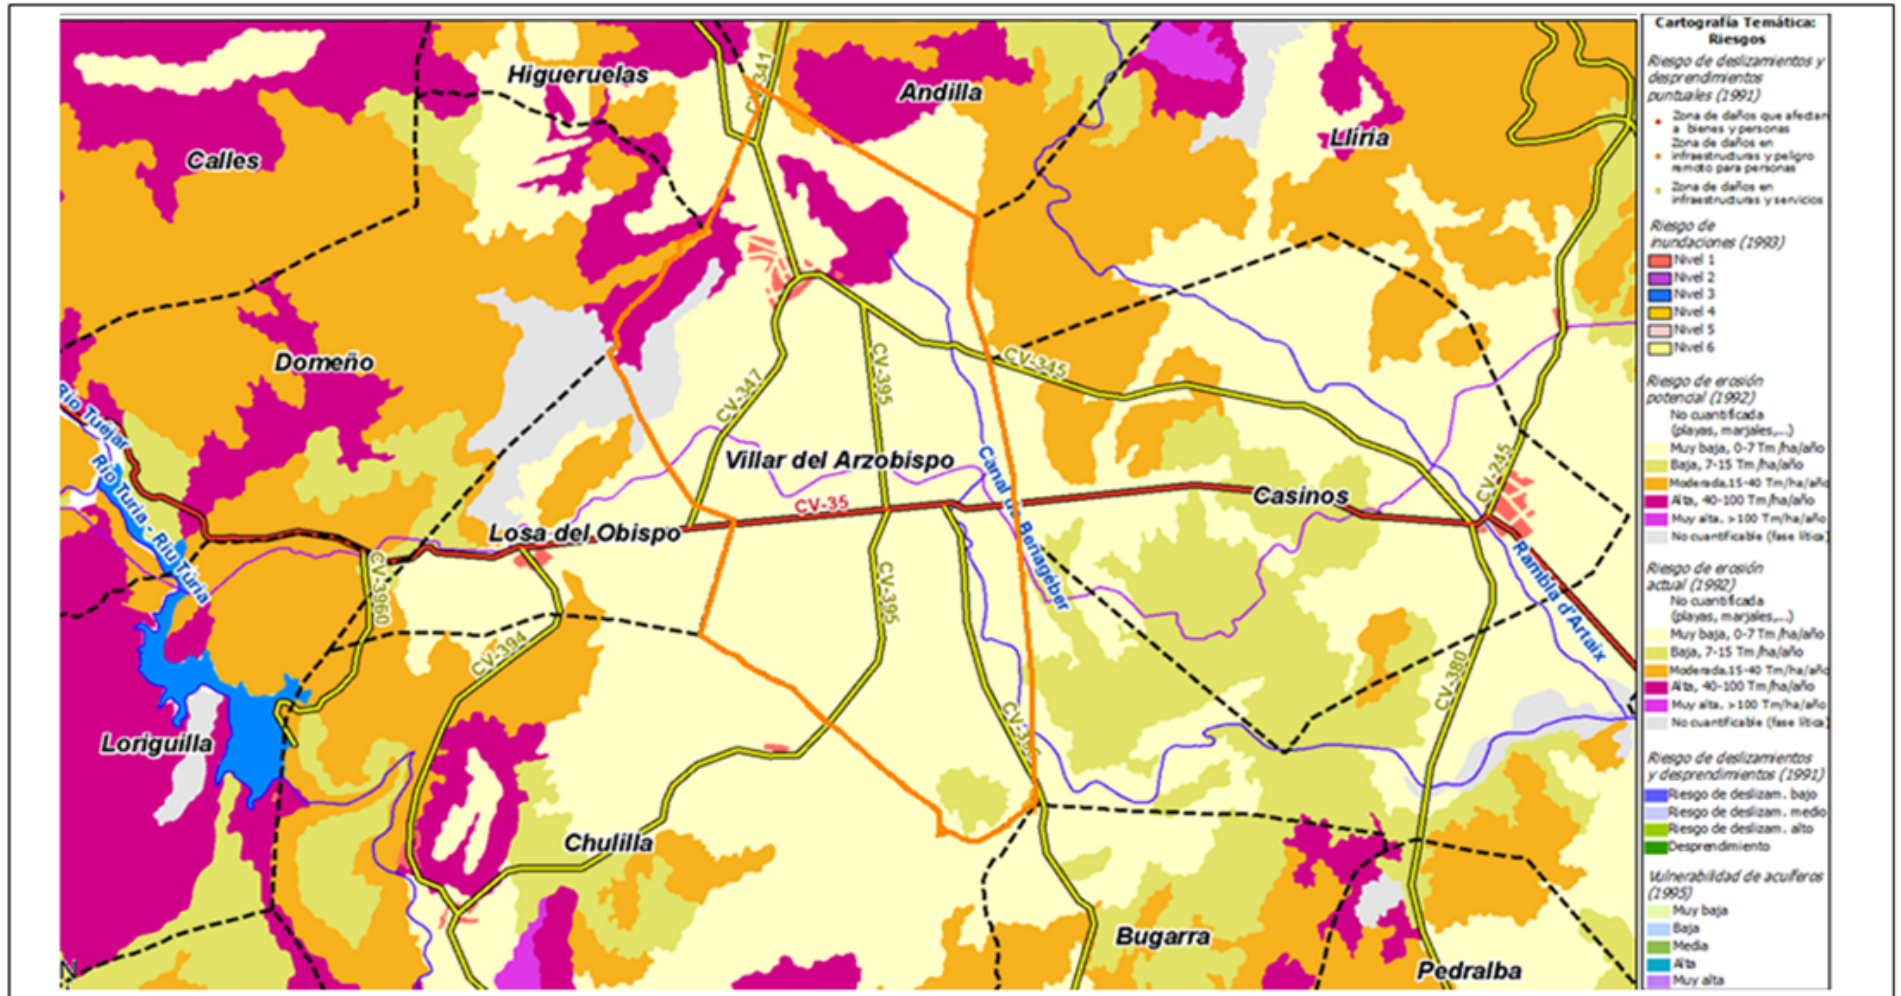 Higueruelas
CV-341
Andilla
Calles
Llíria
Domeño
CV-345
CV-395
CV-347
Río Tuejar
Río Turia - Riu Túria
Villar del Arzobispo
Canal de Benagéber
CV-245
Casinos
CV-35
Losa del Obispo
CV-3960
CV-395
Rambla d'Artaix
CV-394
CV-380
CV-395
Loriguilla
Chulilla
Bugarra
Pedralba
N
Cartografía Temática:
Riesgos
Riesgo de deslizamientos y
desprendimientos
puntuales (1991)
Zona de daños que afectan
a bienes y personas
Zona de daños en
infraestructuras y peligro
remoto para personas
Zona de daños en
infraestructuras y servicios
Riesgo de
inundaciones (1993)
Nivel 1
Nivel 2
Nivel 3
Nivel 4
Nivel 5
Nivel 6
Riesgo de erosión
potencial (1992)
No cuantificada
(playas, marjales,...)
Muy baja, 0-7 Tm/ha/año
Baja, 7-15 Tm/ha/año
Moderada,15-40 Tm/ha/año
Alta, 40-100 Tm/ha/año
Muy alta, >100 Tm/ha/año
No cuantificable (fase lítica)
Riesgo de erosión
actual (1992)
No cuantificada
(playas, marjales,...)
Muy baja, 0-7 Tm/ha/año
Baja, 7-15 Tm/ha/año
Moderada,15-40 Tm/ha/año
Alta, 40-100 Tm/ha/año
Muy alta, >100 Tm/ha/año
No cuantificable (fase lítica)
Riesgo de deslizamientos
y desprendimientos (1991)
Riesgo de deslizam. bajo
Riesgo de deslizam. medio
Riesgo de deslizam. alto
Desprendimiento
Vulnerabilidad de acuíferos
(1995)
Muy baja
Baja
Media
Alta
Muy alta